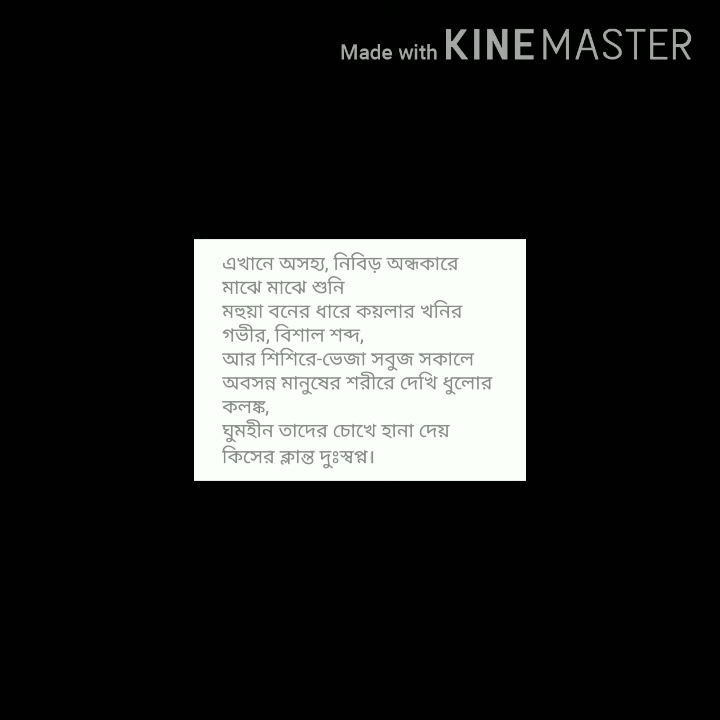 Made with KINEMASTER
এখানে অসহ্য, নিবিড় অন্ধকারে
মাঝে মাঝে শুনি
মহুয়া বনের ধারে কয়লার খনির
গভীর, বিশাল শব্দ,
আর শিশিরে-ভেজা সবুজ সকালে
অবসন্ন মানুষের শরীরে দেখি ধুলোর
কলঙ্ক,
ঘুমহীন তাদের চোখে হানা দেয়
কিসের ক্লান্ত দুঃস্বপ্ন।